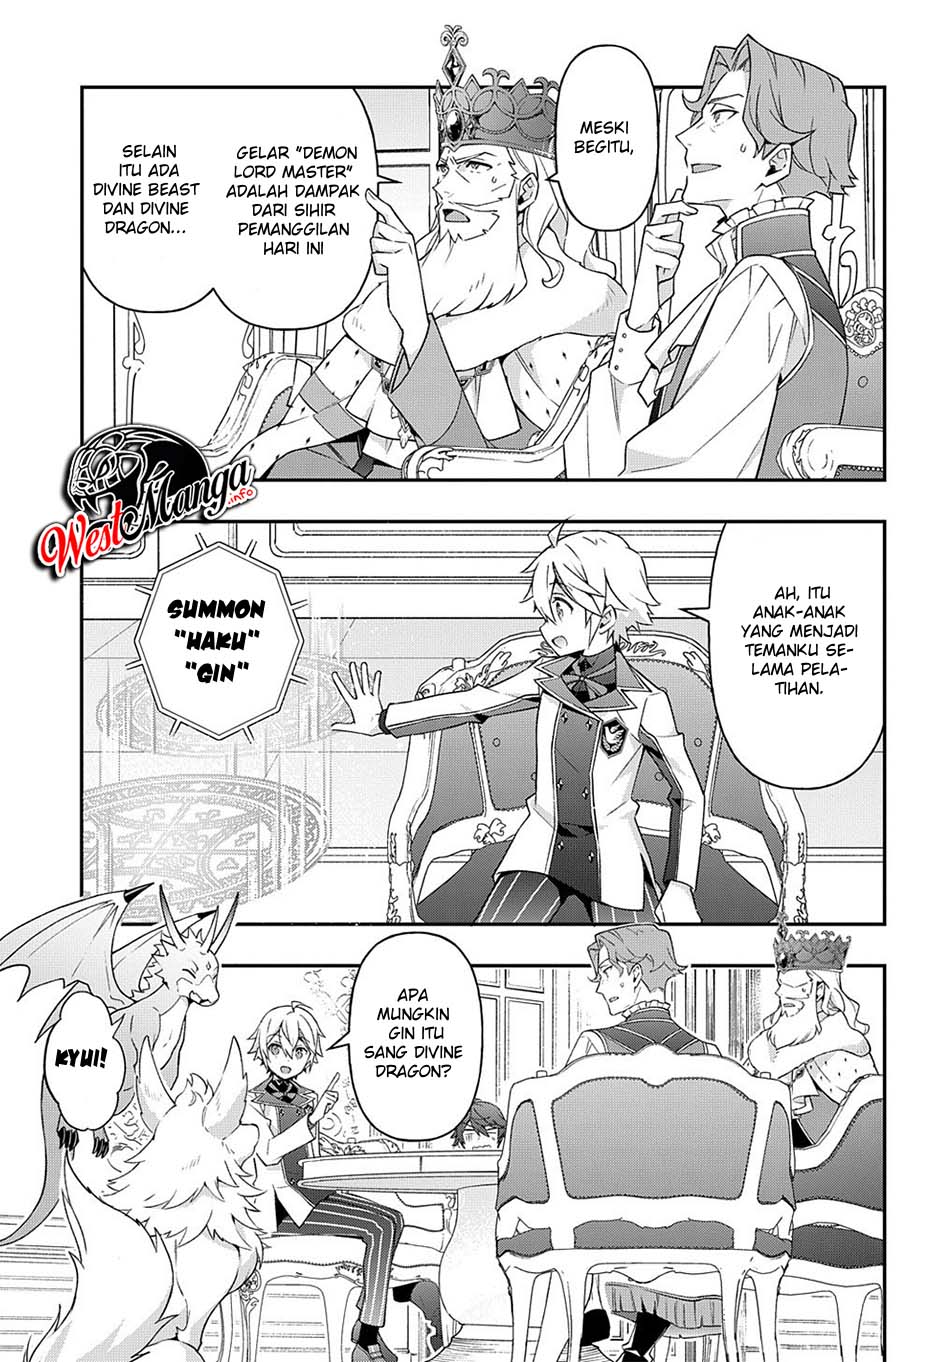 MESKI
BEGITU,
GELAR "DEMON
LORD MASTER"
ADALAH DAMPAK
DARI SIHIR
PEMANGGILAN
HARI INI
SELAIN
ITU ADA
DIVINE BEAST
DAN DIVINE
DRAGON...
WestManga
.info
AH, ITU
ANAK-ANAK
YANG MENJADI
TEMANKU SE-
LAMA PELA-
TIHAN.
SUMMON
"HAKU"
"GIN"
APA
MUNGKIN
GIN ITU
SANG DIVINE
DRAGON?
KYUI!